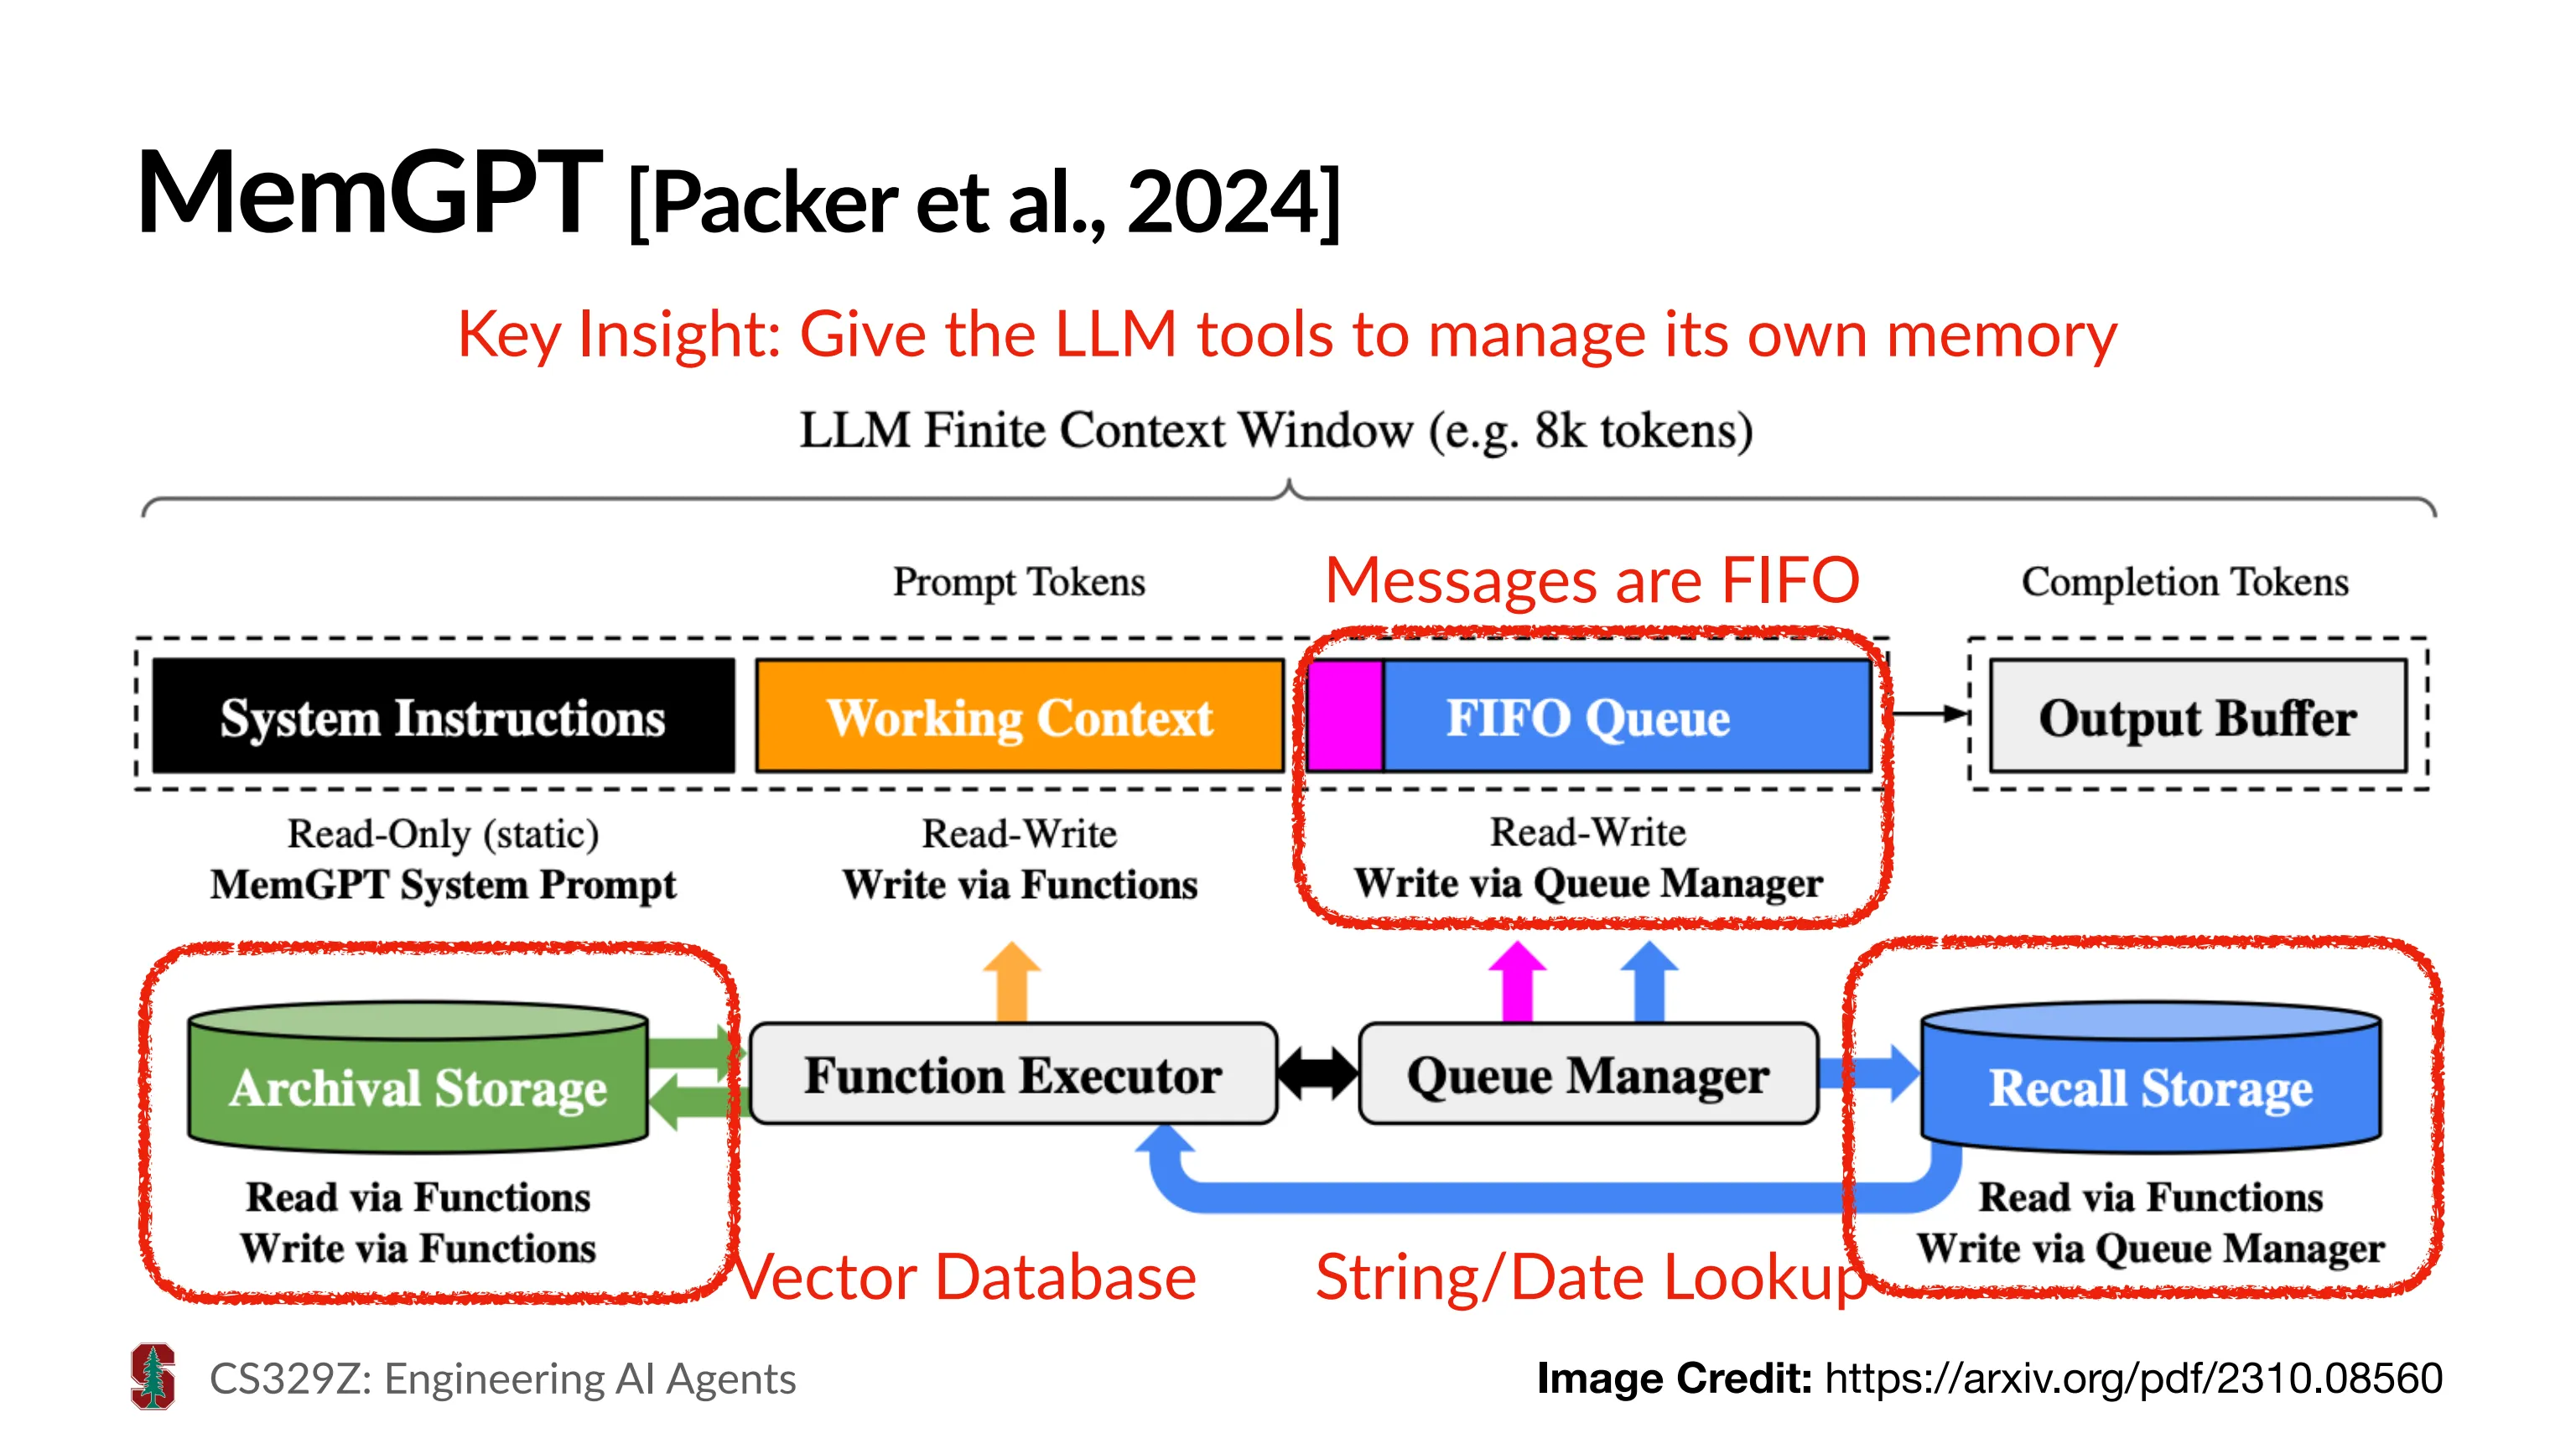 MemGPT [Packer et al., 2024]
Key Insight: Give the LLM tools to manage its own memory
LLM Finite Context Window (e.g. 8k tokens)
Prompt Tokens
Messages are FIFO
Completion Tokens
System Instructions
Working Context
FIFO Queue
Output Buffer
Read-Only (static)
MemGPT System Prompt
Read-Write
Write via Functions
Read-Write
Write via Queue Manager
Archival Storage
Function Executor
Queue Manager
Recall Storage
Read via Functions
Write via Functions
Read via Functions
Write via Queue Manager
Vector Database
String/Date Lookup
CS329Z: Engineering AI Agents
Image Credit: https://arxiv.org/pdf/2310.08560